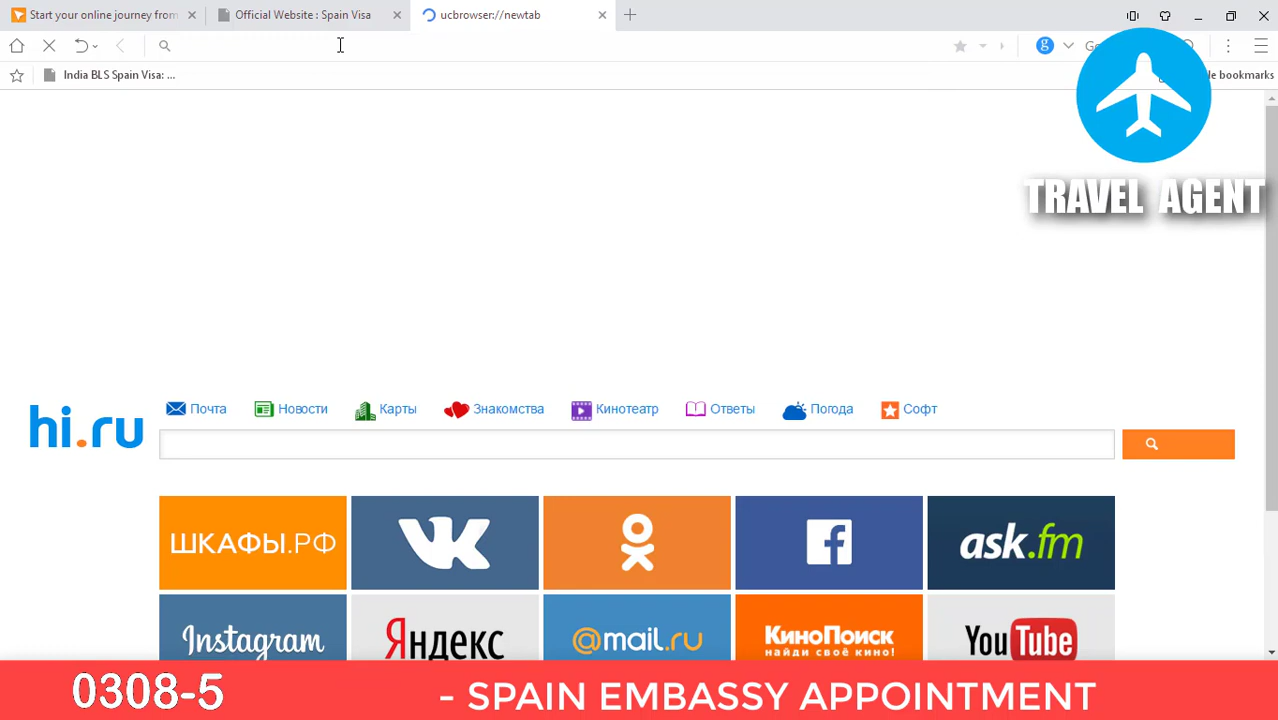 Start your online journey from
Official Website : Spain Visa
ucbrowser://newtab
India BLS Spain Visa: ...
bookmarks
TRAVEL AGENT
hi.ru
Почта
Новости
Карты
Знакомства
Кинотеатр
Ответы
Погода
Софт
ШКАФЫ.РФ
ask.fm
Instagram
Яндекс
@mail.ru
КиноПоиск
найди своё кино!
YouTube
0308-5 - SPAIN EMBASSY APPOINTMENT